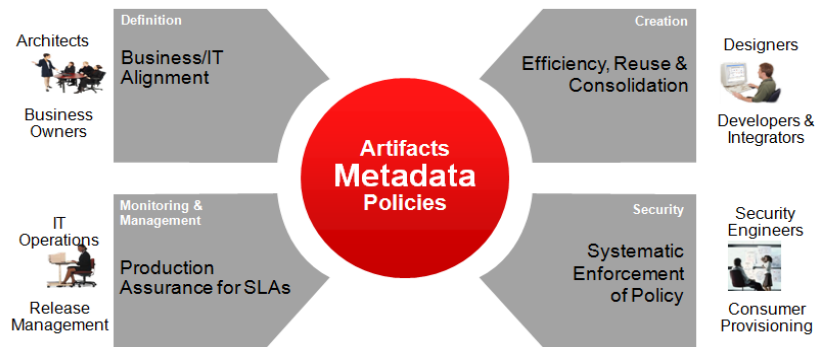 Architects
Business
Owners
Definition
Business/IT
Alignment
Creation
Efficiency, Reuse &
Consolidation
Designers
Developers &
Integrators
Artifacts
Metadata
Policies
IT
Operations
Release
Management
Monitoring &
Management
Production
Assurance for SLAs
Security
Systematic
Enforcement
of Policy
Security
Engineers
Consumer
Provisioning